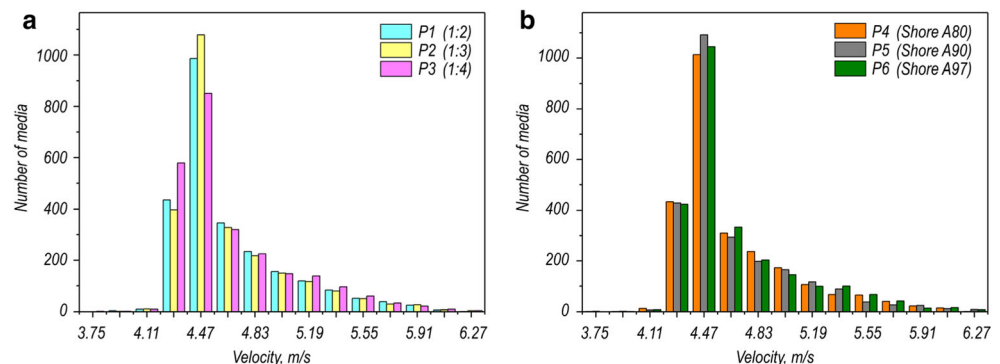 a
P1 (1:2)
P2 (1:3)
P3 (1:4)
Number of media
1000
800
600
400
200
0
3.75 4.11 4.47 4.83 5.19 5.55 5.91 6.27
Velocity, m/s
b
P4 (Shore A80)
P5 (Shore A90)
P6 (Shore A97)
Number of media
1000
800
600
400
200
0
3.75 4.11 4.47 4.83 5.19 5.55 5.91 6.27
Velocity, m/s